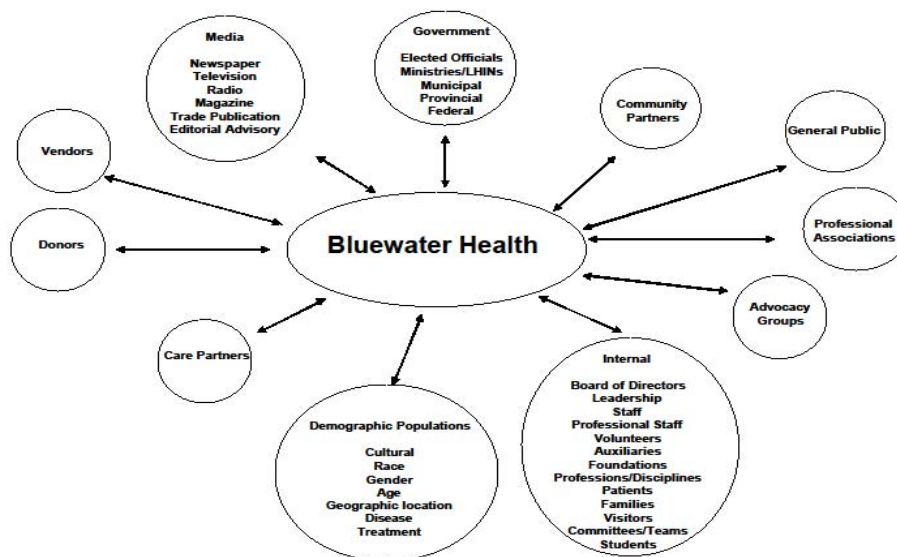 Media
Newspaper
Television
Radio
Magazine
Trade Publication
Editorial Advisory
Government
Elected Officials
Ministries/LHINs
Municipal
Provincial
Federal
Community
Partners
General Public
Vendors
Donors
Bluewater Health
Professional
Associations
Advocacy
Groups
Care Partners
Demographic Populations
Cultural
Race
Gender
Age
Geographic location
Disease
Treatment
Internal
Board of Directors
Leadership
Staff
Professional Staff
Volunteers
Auxiliaries
Foundations
Professions/Disciplines
Patients
Families
Visitors
Committees/Teams
Students